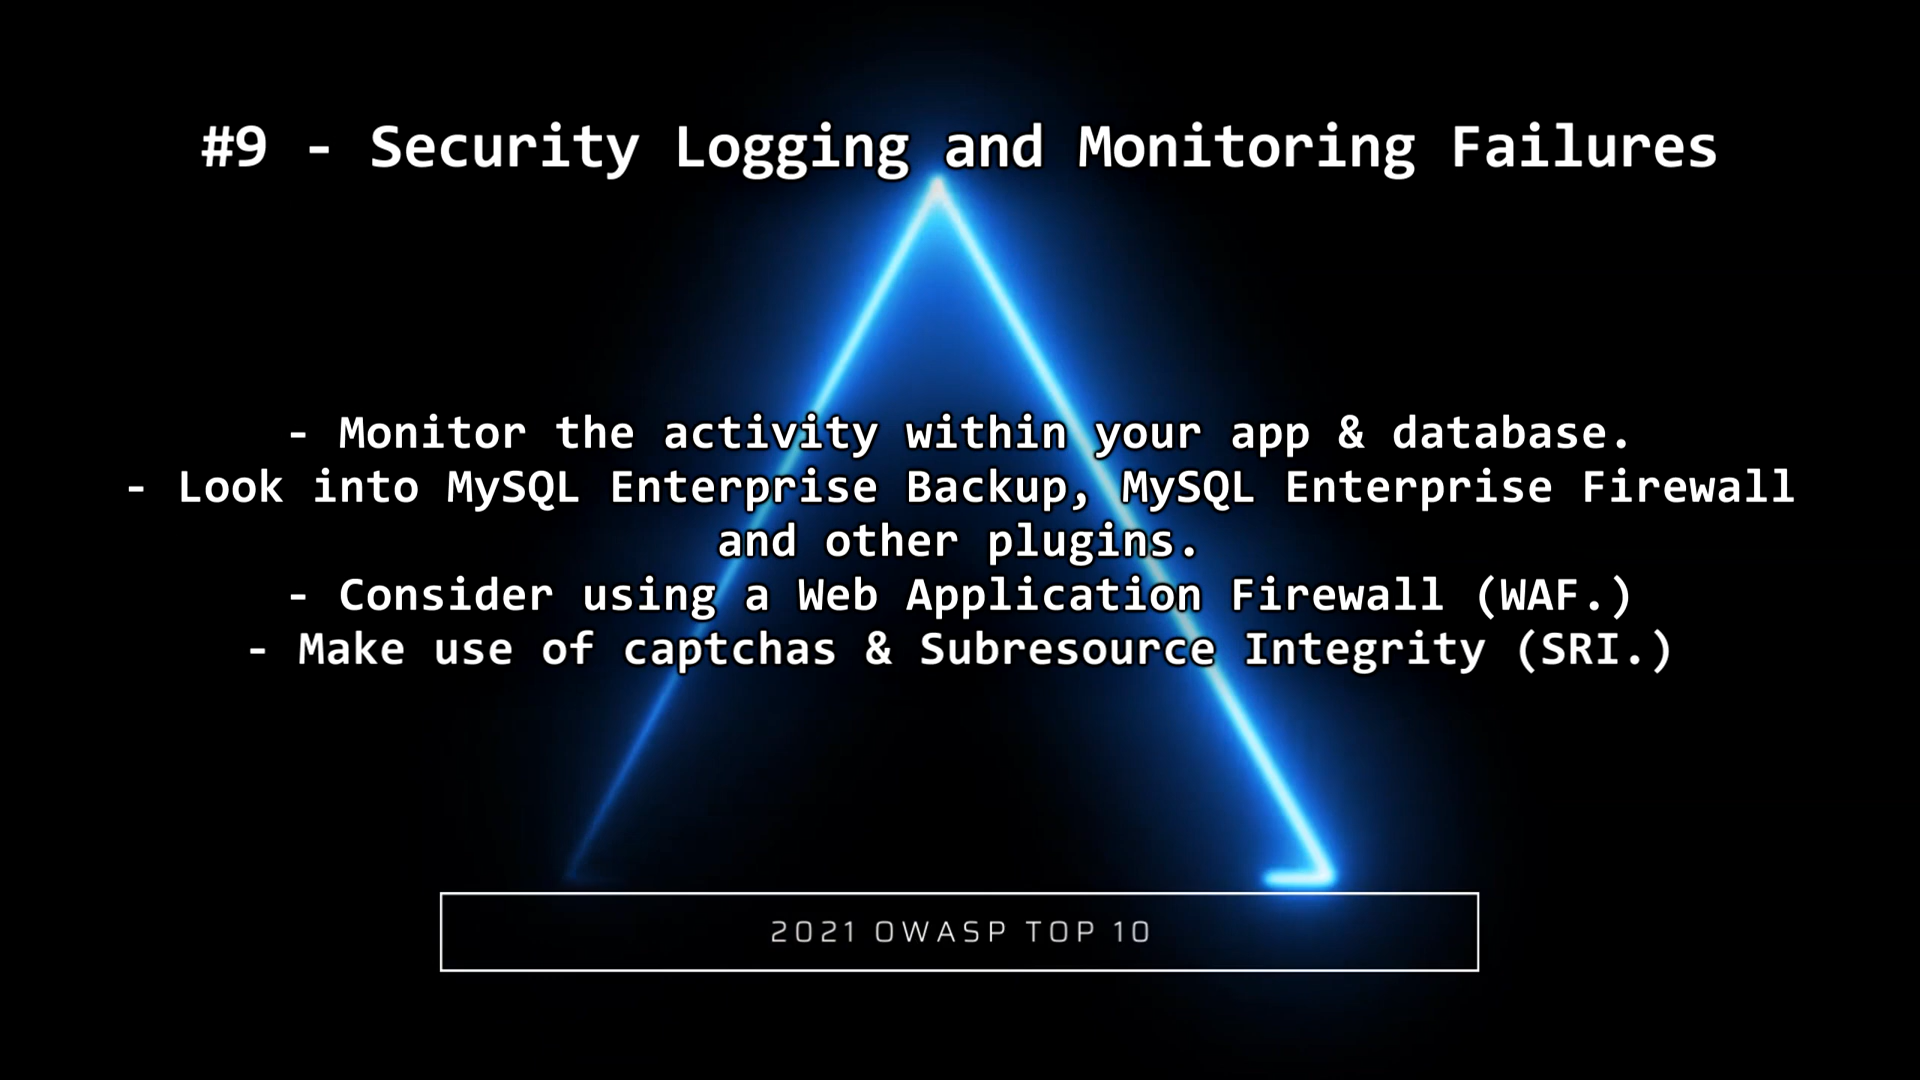 #9 - Security Logging and Monitoring Failures
- Monitor the activity within your app & database.
- Look into MySQL Enterprise Backup, MySQL Enterprise Firewall
and other plugins.
- Consider using a Web Application Firewall (WAF.)
- Make use of captchas & Subresource Integrity (SRI.)
2021 OWASP TOP 10